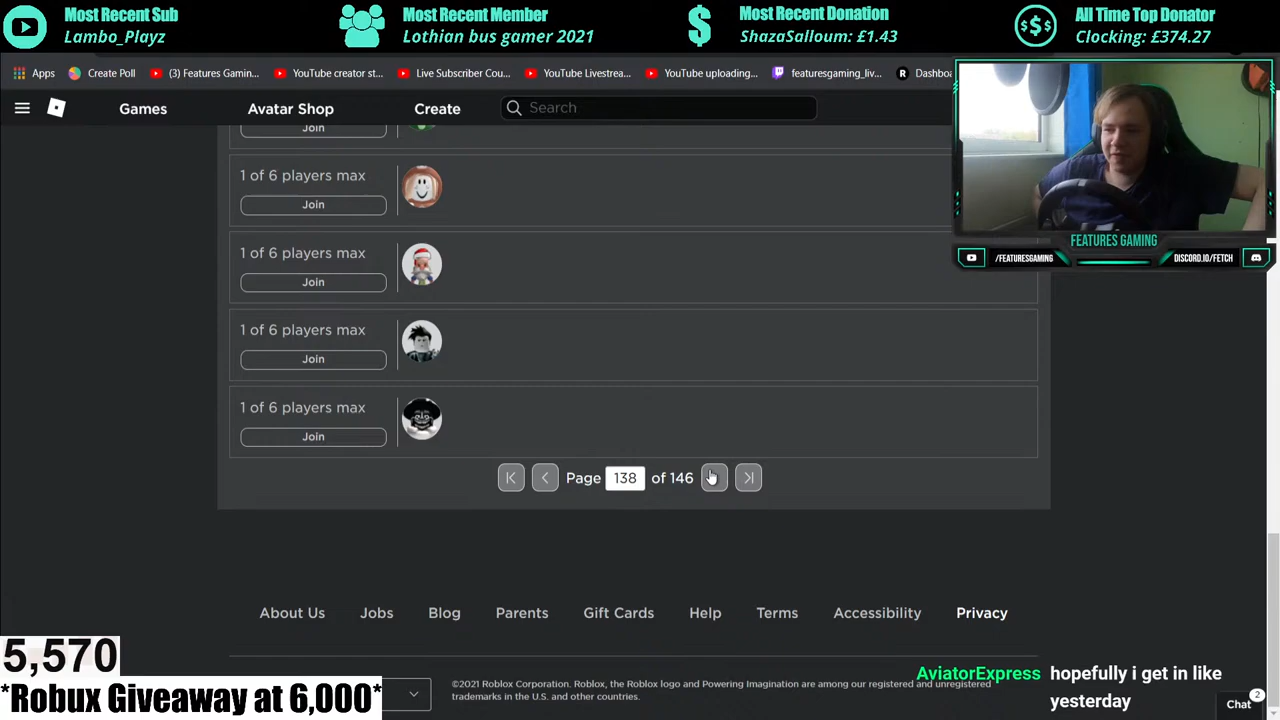 Most Recent Sub
Lambo_Playz
Most Recent Member
Lothian bus gamer 2021
Most Recent Donation
ShazaSalloum: £1.43
All Time Top Donator
Clocking: £374.27
Apps
Create Poll
(3) Features Gamin...
YouTube creator st...
Live Subscriber Cou...
YouTube Livestrea...
YouTube uploading...
featuresgaming_liv...
Dashboa
Games
Avatar Shop
Create
Search
Join
1 of 6 players max
Join
1 of 6 players max
Join
1 of 6 players max
Join
1 of 6 players max
Join
Page 138 of 146
FEATURES GAMING
/FEATURESGAMING
DISCORD.IO/FETCH
About Us
Jobs
Blog
Parents
Gift Cards
Help
Terms
Accessibility
Privacy
5,570
*Robux Giveaway at 6,000*
©2021 Roblox Corporation. Roblox, the Roblox logo and Powering Imagination are among our registered and unregistered
trademarks in the U.S. and other countries.
AviatorExpress hopefully i get in like
yesterday
Chat
2